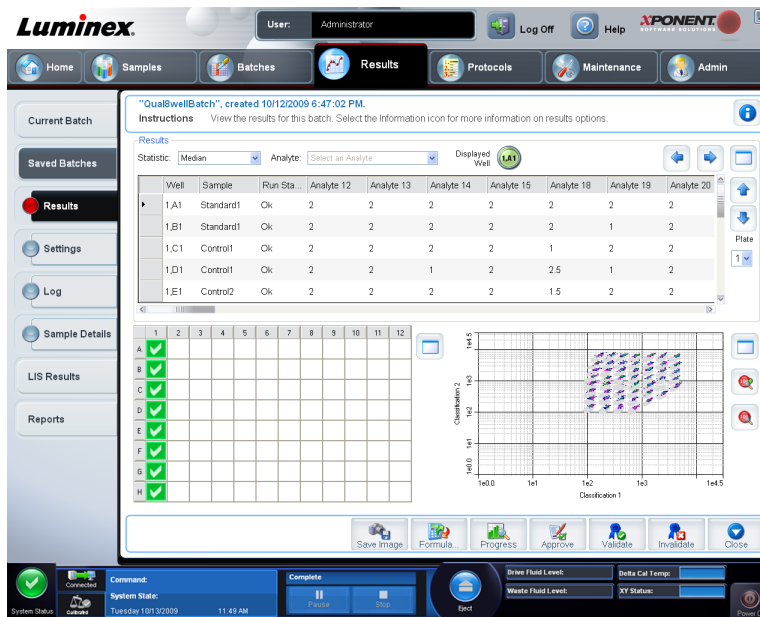 Luminex.
User: Administrator
Log Off
Help
XPONENT.
SOFTWARE SOLUTIONS
Home
Samples
Batches
Results
Protocols
Maintenance
Admin
Current Batch
Saved Batches
Results
Settings
Log
Sample Details
LIS Results
Reports
"Qual8wellBatch", created 10/12/2009 6:47:02 PM.
Instructions View the results for this batch. Select the Information icon for more information on results options.
Results
Statistic: Median Analyte: Select an Analyte Displayed Well 1,A1
Well Sample Run Sta... Analyte 12 Analyte 13 Analyte 14 Analyte 15 Analyte 18 Analyte 19 Analyte 20
1,A1 Standard1 Ok 2 2 2 2 2 2 2
1,B1 Standard1 Ok 2 2 2 2 2 1 2
1,C1 Control1 Ok 2 2 2 2 1 2 2
1,D1 Control1 Ok 2 2 1 2 2.5 1 2
1,E1 Control2 Ok 2 2 2 2 1.5 2 2
Plate
1
1 2 3 4 5 6 7 8 9 10 11 12
A
B
C
D
E
F
G
H
Classification 2
1e4.5
1e3
1e2
1e1
1e0.0
1e0.0 1e1 1e2 1e3 1e4.5
Classification 1
Save Image
Formula...
Progress
Approve
Validate
Invalidate
Close
System Status
Connected
Calibrated
Command:
System State:
Tuesday 10/13/2009 11:49 AM
Complete
Pause
Stop
Eject
Drive Fluid Level:
Waste Fluid Level:
Delta Cal Temp:
XY Status: